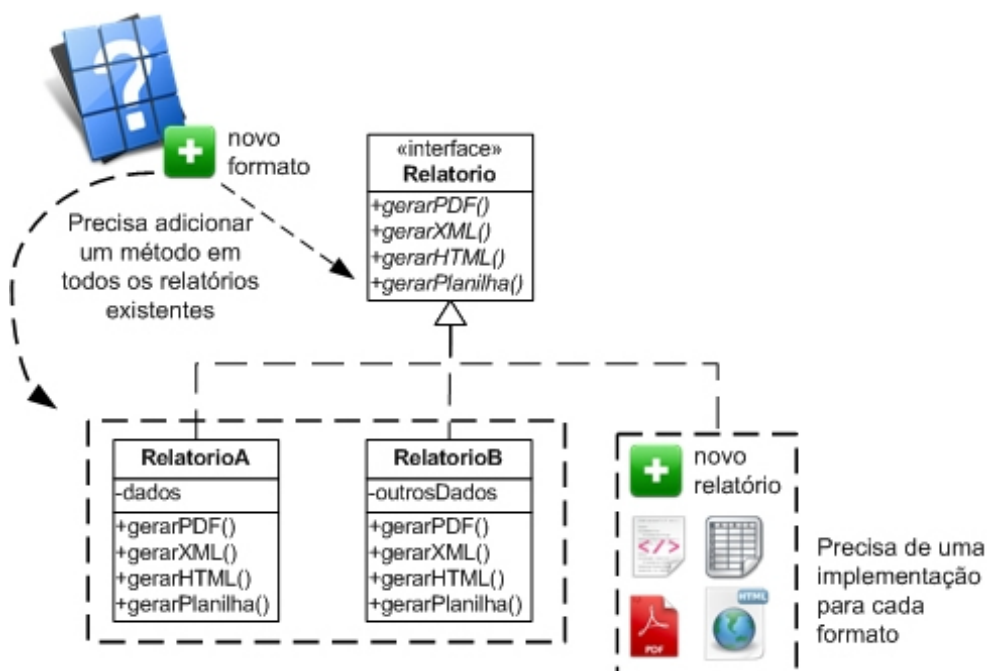 novo
formato
Precisa adicionar
um método em
todos os relatórios
existentes
«interface»
Relatorio
+gerarPDF()
+gerarXML()
+gerarHTML()
+gerarPlanilha()
RelatorioA
-dados
+gerarPDF()
+gerarXML()
+gerarHTML()
+gerarPlanilha()
RelatorioB
-outrosDados
+gerarPDF()
+gerarXML()
+gerarHTML()
+gerarPlanilha()
novo
relatório
</>
HTML
PDF
Precisa de uma
implementação
para cada
formato